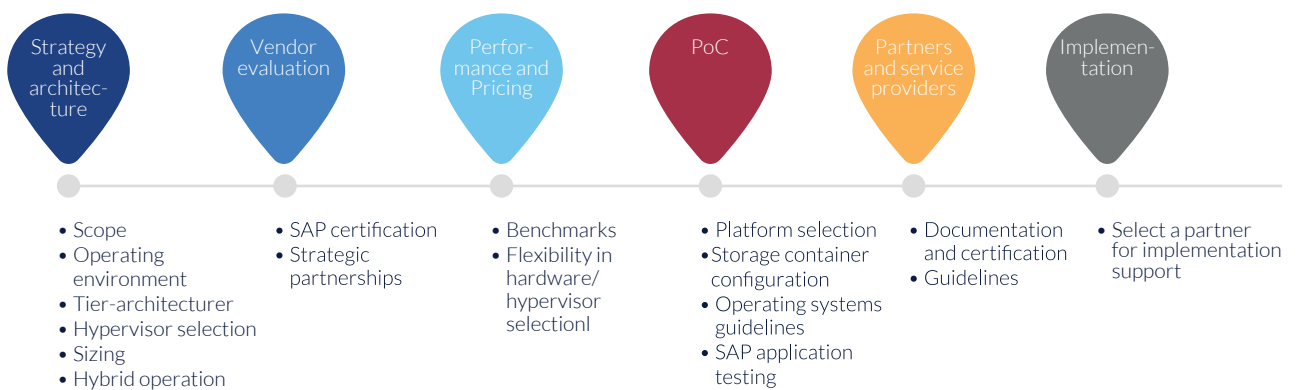 Strategy
and
architec-
ture
Vendor
evaluation
Perfor-
mance and
Pricing
PoC
Partners
and service
providers
Implemen-
tation
• Scope
• Operating
environment
• Tier-architecturer
• Hypervisor selection
• Sizing
• Hybrid operation
• SAP certification
• Strategic
partnerships
• Benchmarks
• Flexibility in
hardware/
hypervisor
selectionl
• Platform selection
• Storage container
configuration
• Operating systems
guidelines
• SAP application
testing
• Documentation
and certification
• Guidelines
• Select a partner
for implementation
support